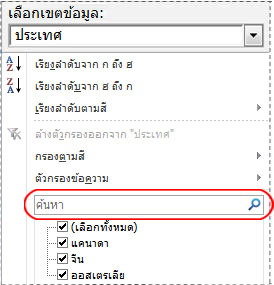 เลือกเขตข้อมูล:
ประเทศ
เรียงลำดับจาก ก ถึง ฮ
เรียงลำดับจาก ฮ ถึง ก
เรียงลำดับตามสี
ล้างตัวกรองออกจาก "ประเทศ"
กรองตามสี
ตัวกรองข้อความ
ค้นหา
(เลือกทั้งหมด)
แคนาดา
จีน
ออสเตรเลีย